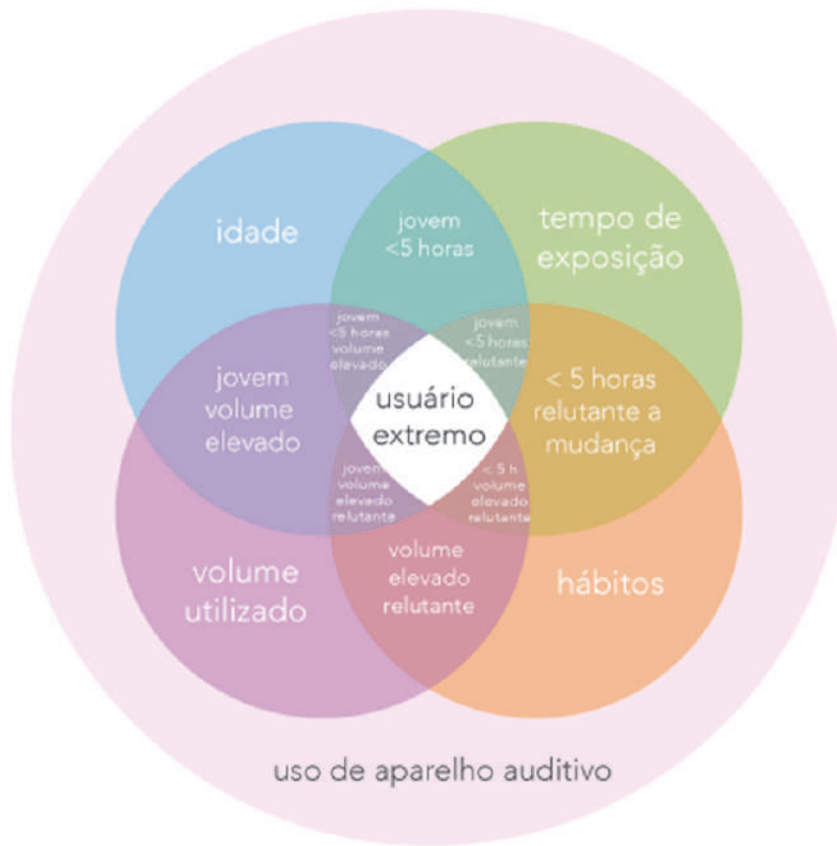 idade
jovem
<5 horas
tempo de
exposição
jovem
<5 horas
volume
elevado
jovem
<5 horas
relutante
jovem
volume
elevado
usuário
extremo
< 5 horas
relutante a
mudança
jovem
volume
elevado
relutante
< 5 h
volume
elevado
relutante
volume
utilizado
volume
elevado
relutante
hábitos
uso de aparelho auditivo